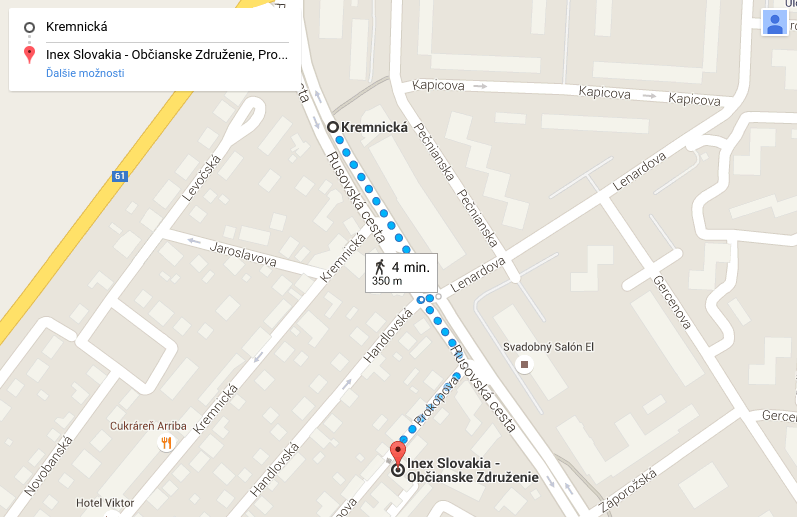 Kremnická
Inex Slovakia - Občianske Združenie, Pro...
Ďalšie možnosti
61
Kapicova
Kapicova
Kapicova
Kremnická
Pečnianska
Pečnianska
Rusovská cesta
Lenardova
Levočská
Jaroslavova
Kremnická
4 min.
350 m
Lenardova
Gercenova
Handlovská
Svadobný Salón El
Rusovská cesta
Prokopova
Kremnická
Cukráreň Arriba
Gercen
Novobanská
Handlovská
Inex Slovakia -
Občianske Združenie
Záporožská
Hotel Viktor